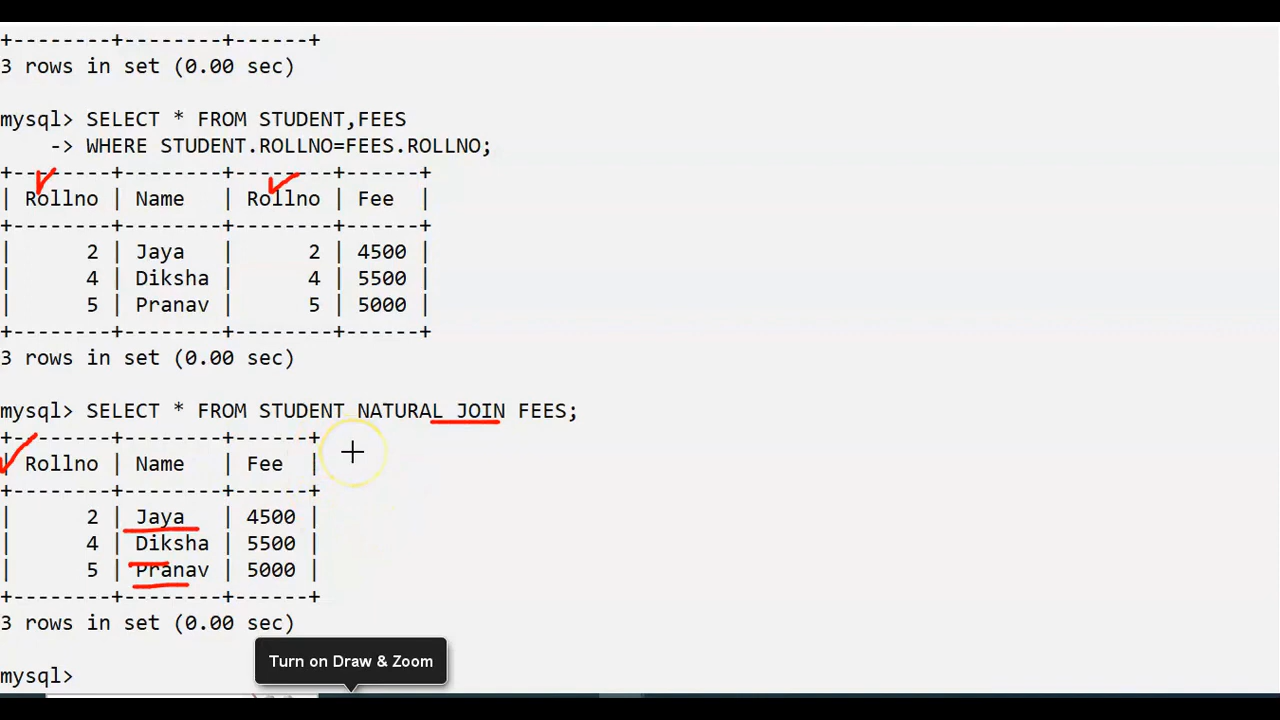 +--------+--------+------+
3 rows in set (0.00 sec)
mysql> SELECT * FROM STUDENT,FEES
    -> WHERE STUDENT.ROLLNO=FEES.ROLLNO;
+--------+--------+--------+------+
| Rollno | Name   | Rollno | Fee  |
+--------+--------+--------+------+
|      2 | Jaya   |      2 | 4500 |
|      4 | Diksha |      4 | 5500 |
|      5 | Pranav |      5 | 5000 |
+--------+--------+--------+------+
3 rows in set (0.00 sec)
mysql> SELECT * FROM STUDENT NATURAL JOIN FEES;
+--------+--------+------+
| Rollno | Name   | Fee  |
+--------+--------+------+
|      2 | Jaya   | 4500 |
|      4 | Diksha | 5500 |
|      5 | Pranav | 5000 |
+--------+--------+------+
3 rows in set (0.00 sec)
Turn on Draw & Zoom
mysql>